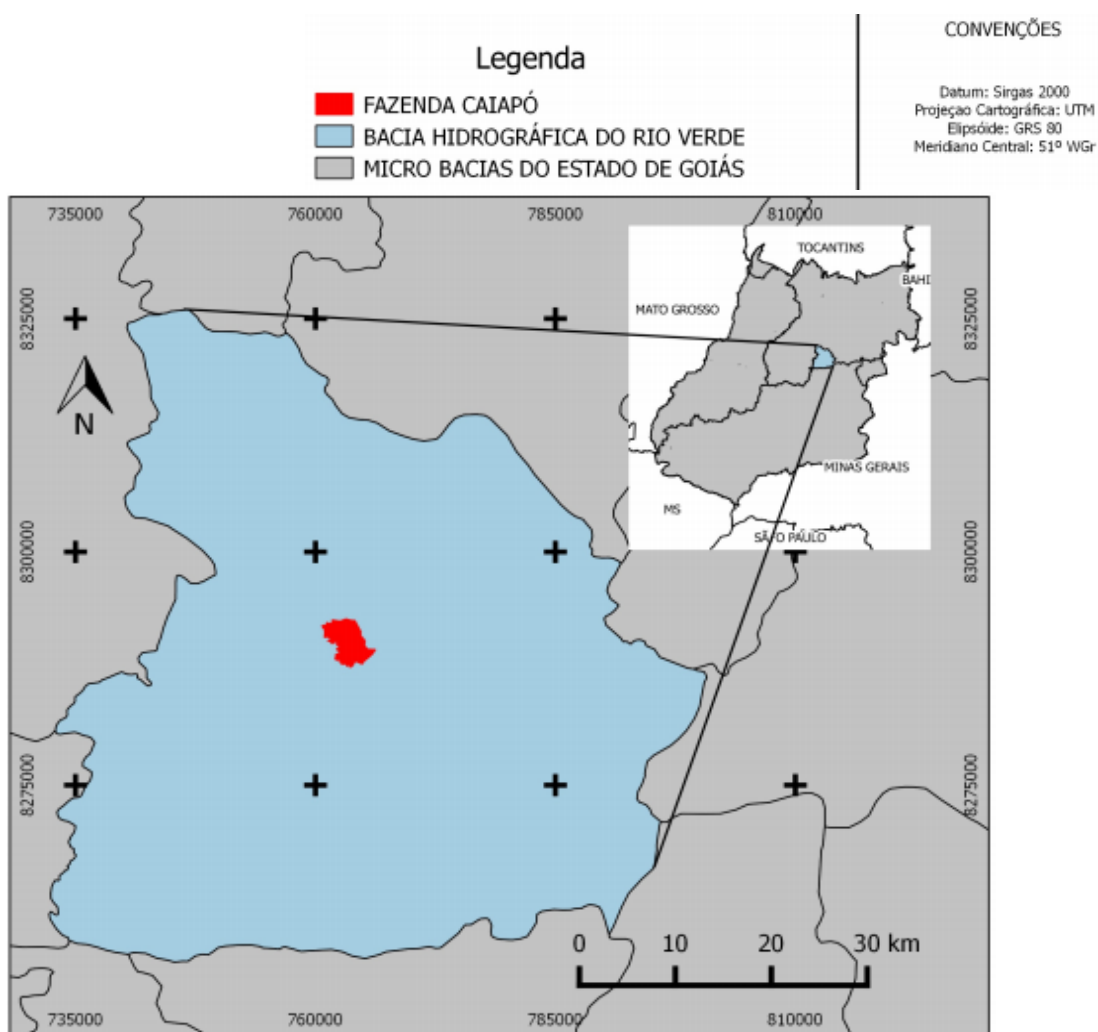 Legenda
FAZENDA CAIAPÓ
BACIA HIDROGRÁFICA DO RIO VERDE
MICRO BACIAS DO ESTADO DE GOIÁS
CONVENÇÕES
Datum: Sirgas 2000
Projeçao Cartográfica: UTM
Elipsóide: GRS 80
Meridiano Central: 51º WGr
735000 760000 785000 810000
TOCANTINS
BAHI
MATO GROSSO
MINAS GERAIS
MS
SÃO PAULO
8325000 8325000
N
8300000 8300000
8275000 8275000
0 10 20 30 km
735000 760000 785000 810000